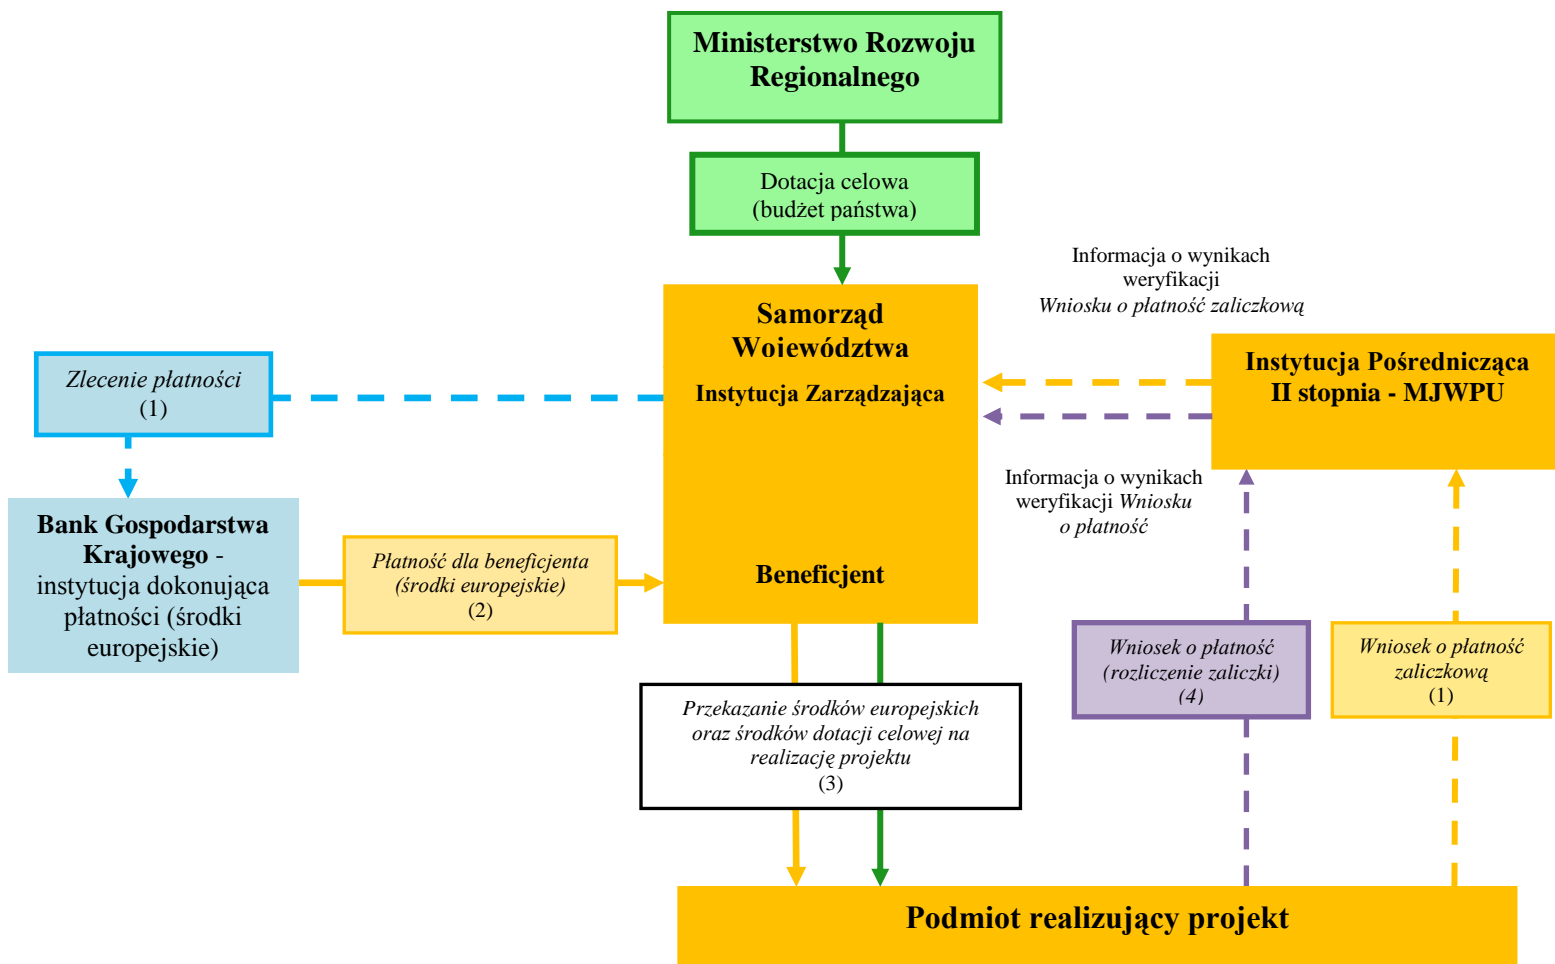 Ministerstwo Rozwoju
Regionalnego
Dotacja celowa
(budżet państwa)
Informacja o wynikach
weryfikacji
Wniosku o płatność zaliczkową
Samorząd
Województwa
Instytucja Zarządzająca
Instytucja Pośrednicząca
II stopnia - MJWPU
Zlecenie płatności
(1)
Informacja o wynikach
weryfikacji Wniosku
o płatność
Bank Gospodarstwa
Krajowego -
instytucja dokonująca
płatności (środki
europejskie)
Płatność dla beneficjenta
(środki europejskie)
(2)
Beneficjent
Wniosek o płatność
(rozliczenie zaliczki)
(4)
Wniosek o płatność
zaliczkową
(1)
Przekazanie środków europejskich
oraz środków dotacji celowej na
realizację projektu
(3)
Podmiot realizujący projekt